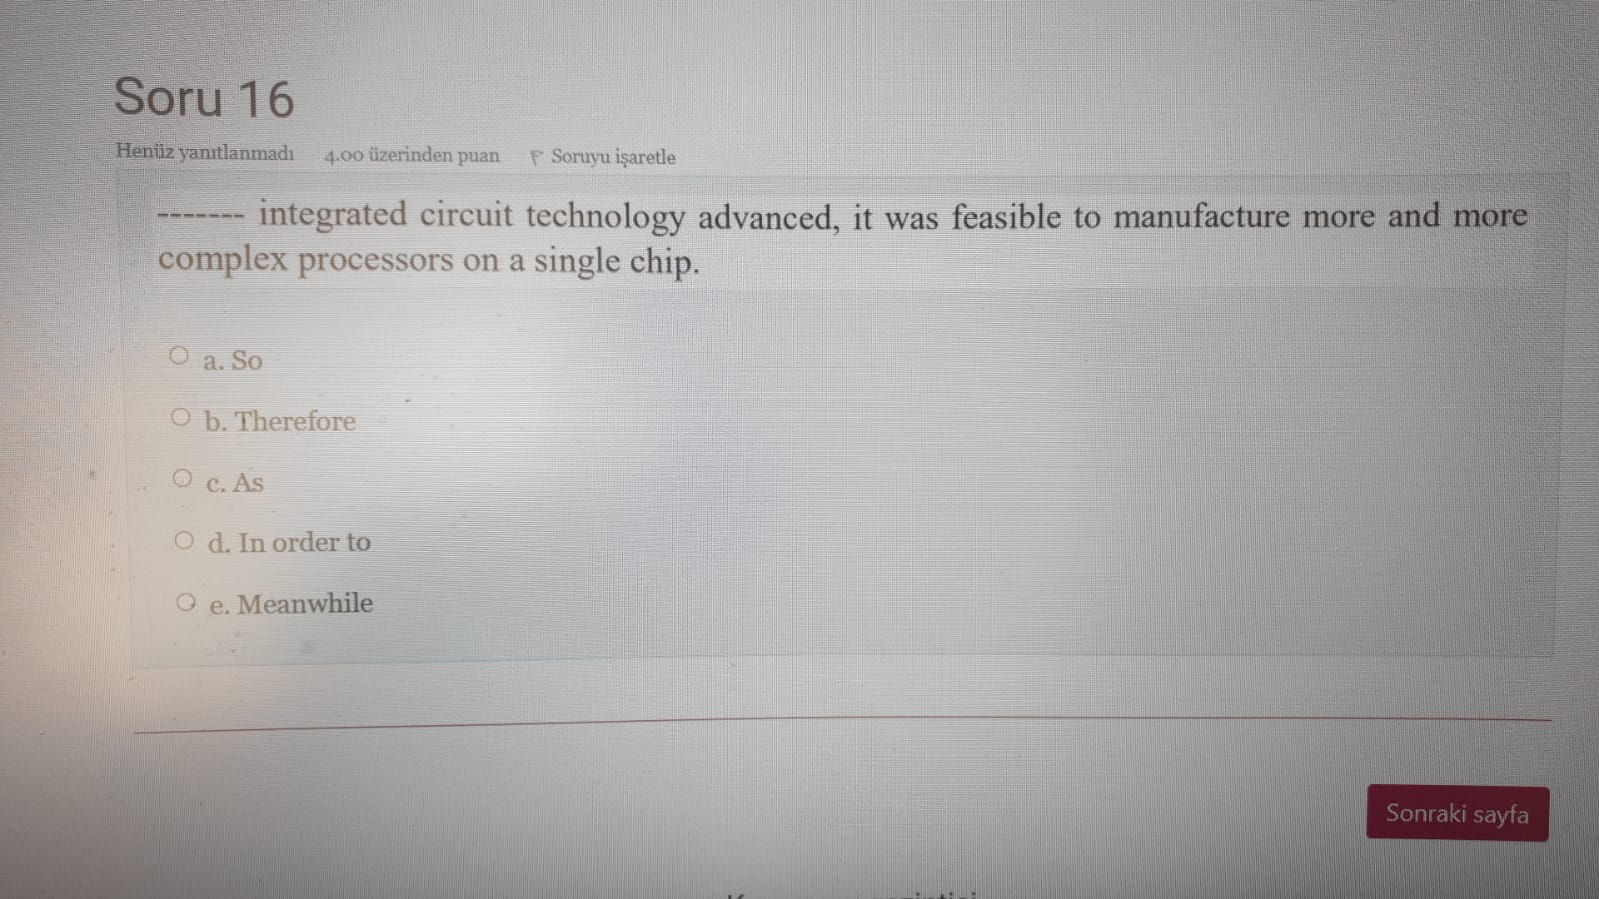 Soru 16
Henüz yanıtlanmadı 4.00 üzerinden puan Soruyu işaretle
------- integrated circuit technology advanced, it was feasible to manufacture more and more
complex processors on a single chip.
a. So
b. Therefore
c. As
d. In order to
e. Meanwhile
Sonraki sayfa